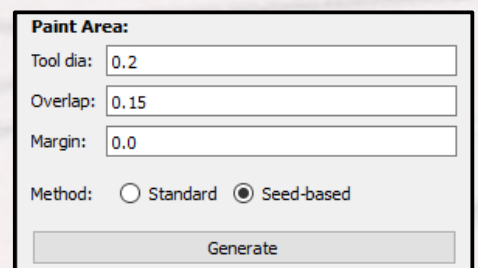 Paint Area:
Tool dia: 0.2
Overlap: 0.15
Margin: 0.0
Method: Standard Seed-based
Generate